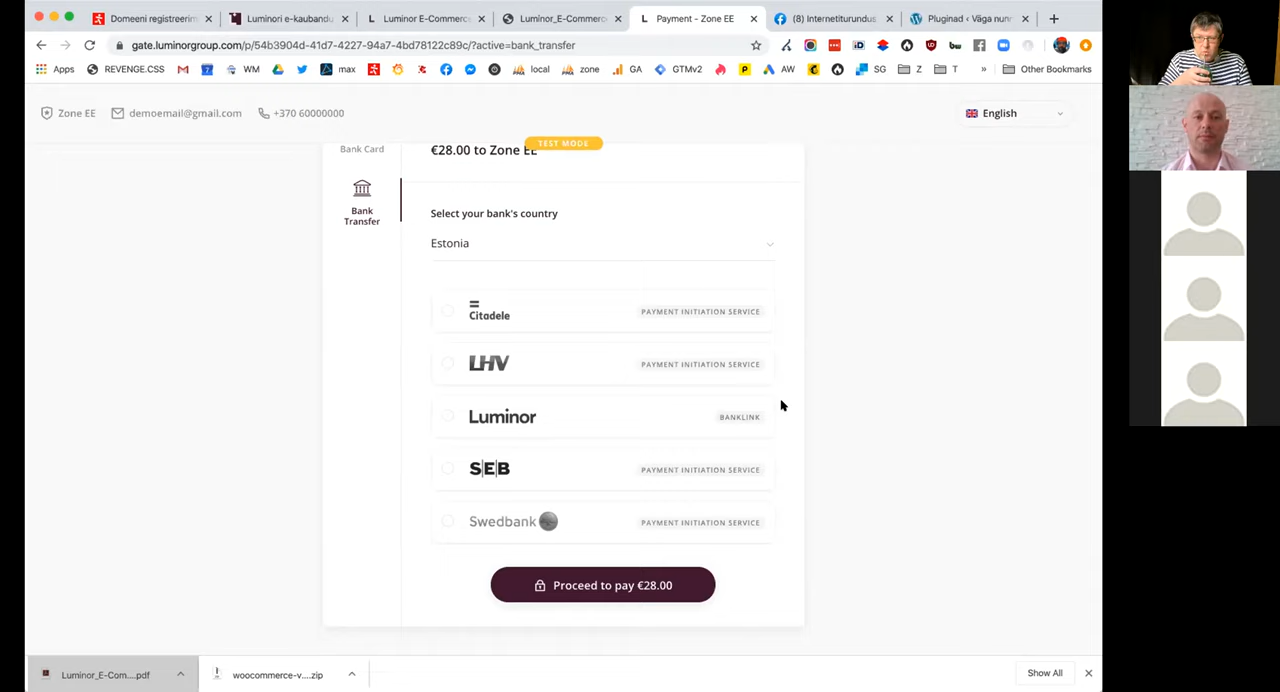 Domeeni registreerim
Luminori e-kaubandu
Luminor E-Commerc
Luminor_E-Commerc
Payment - Zone EE
(8) Internetiturundus
Pluginad ‹ Väga nunn
gate.luminorgroup.com/p/54b3904d-41d7-4227-94a7-4bd78122c89c/?active=bank_transfer
Apps
REVENGE.CSS
WM
max
local
zone
GA
GTMv2
AW
SG
Z
T
»
Other Bookmarks
Zone EE
demoemail@gmail.com
+370 60000000
English
TEST MODE
Bank Card
€28.00 to Zone EE
Bank
Transfer
Select your bank's country
Estonia
Citadele
PAYMENT INITIATION SERVICE
LHV
PAYMENT INITIATION SERVICE
Luminor
BANKLINK
SEB
PAYMENT INITIATION SERVICE
Swedbank
PAYMENT INITIATION SERVICE
Proceed to pay €28.00
Luminor_E-Com....pdf
woocommerce-v....zip
Show All